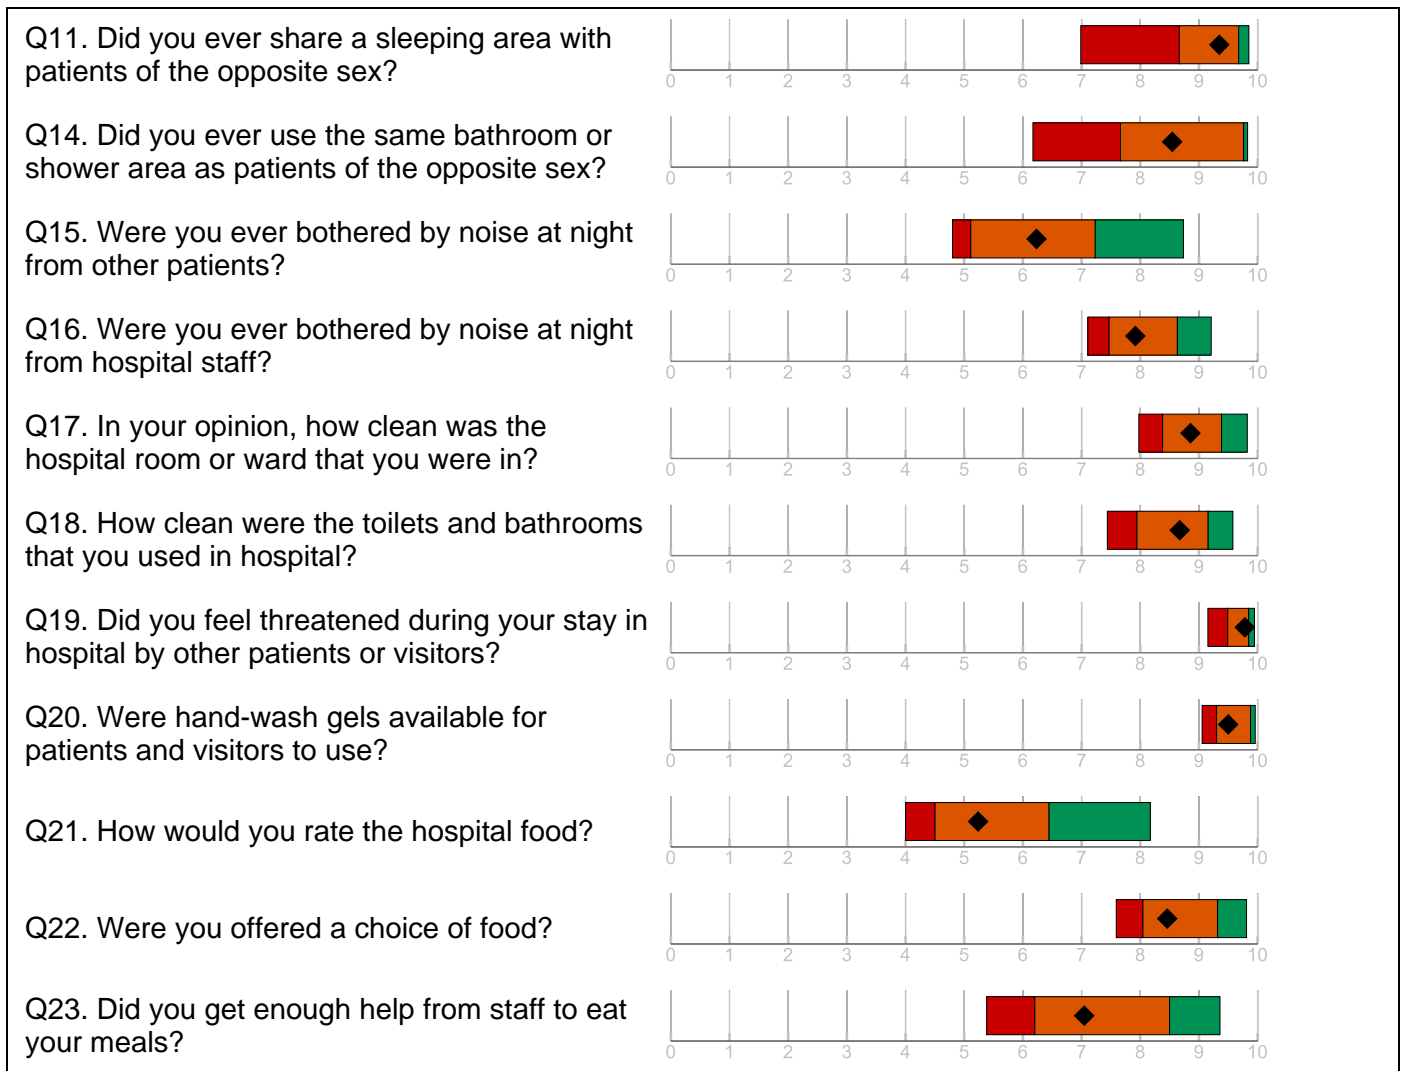 Q11. Did you ever share a sleeping area with
patients of the opposite sex?
0 1 2 3 4 5 6 7 8 9 10
Q14. Did you ever use the same bathroom or
shower area as patients of the opposite sex?
0 1 2 3 4 5 6 7 8 9 10
Q15. Were you ever bothered by noise at night
from other patients?
0 1 2 3 4 5 6 7 8 9 10
Q16. Were you ever bothered by noise at night
from hospital staff?
0 1 2 3 4 5 6 7 8 9 10
Q17. In your opinion, how clean was the
hospital room or ward that you were in?
0 1 2 3 4 5 6 7 8 9 10
Q18. How clean were the toilets and bathrooms
that you used in hospital?
0 1 2 3 4 5 6 7 8 9 10
Q19. Did you feel threatened during your stay in
hospital by other patients or visitors?
0 1 2 3 4 5 6 7 8 9 10
Q20. Were hand-wash gels available for
patients and visitors to use?
0 1 2 3 4 5 6 7 8 9 10
Q21. How would you rate the hospital food?
0 1 2 3 4 5 6 7 8 9 10
Q22. Were you offered a choice of food?
0 1 2 3 4 5 6 7 8 9 10
Q23. Did you get enough help from staff to eat
your meals?
0 1 2 3 4 5 6 7 8 9 10